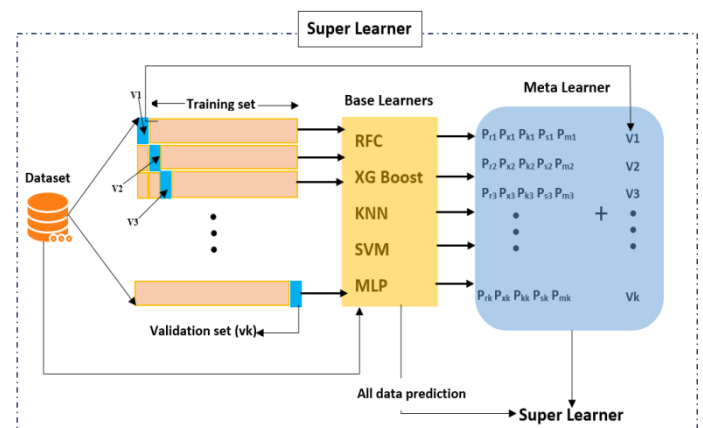 Super Learner
V1
Training set
Base Learners
Meta Learner
Dataset
V2
V3
RFC
XG Boost
KNN
SVM
MLP
Pr1 Px1 Pk1 Ps1 Pm1
V1
Pr2 Px2 Pk2 Ps2 Pm2
V2
Pr3 Px3 Pk3 Ps3 Pm3
V3
+
Prk Pxk Pkk Psk Pmk
Vk
Validation set (vk)
All data prediction
Super Learner